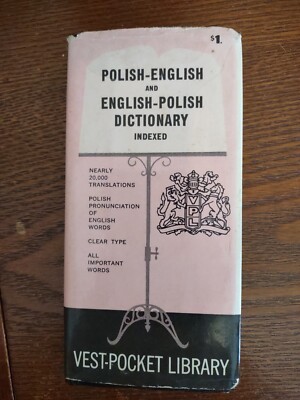 $1.
POLISH-ENGLISH
AND
ENGLISH-POLISH
DICTIONARY
INDEXED
NEARLY
20,000
TRANSLATIONS
POLISH
PRONUNCIATION
OF
ENGLISH
WORDS
CLEAR TYPE
ALL
IMPORTANT
WORDS
VPL
VEST-POCKET LIBRARY